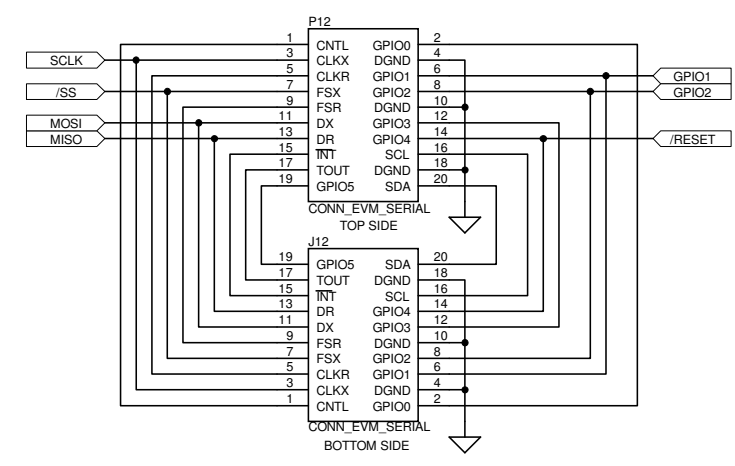 P12
1 CNTL GPIO0 2
3 CLKX DGND 4
SCLK
5 CLKR GPIO1 6
GPIO1
7 FSX GPIO2 8
/SS
GPIO2
9 FSR DGND 10
11 DX GPIO3 12
MOSI
13 DR GPIO4 14
MISO
/RESET
15 INT SCL 16
17 TOUT DGND 18
19 GPIO5 SDA 20
CONN_EVM_SERIAL
TOP SIDE
J12
19 GPIO5 SDA 20
17 TOUT DGND 18
15 INT SCL 16
13 DR GPIO4 14
11 DX GPIO3 12
9 FSR DGND 10
7 FSX GPIO2 8
5 CLKR GPIO1 6
3 CLKX DGND 4
1 CNTL GPIO0 2
CONN_EVM_SERIAL
BOTTOM SIDE